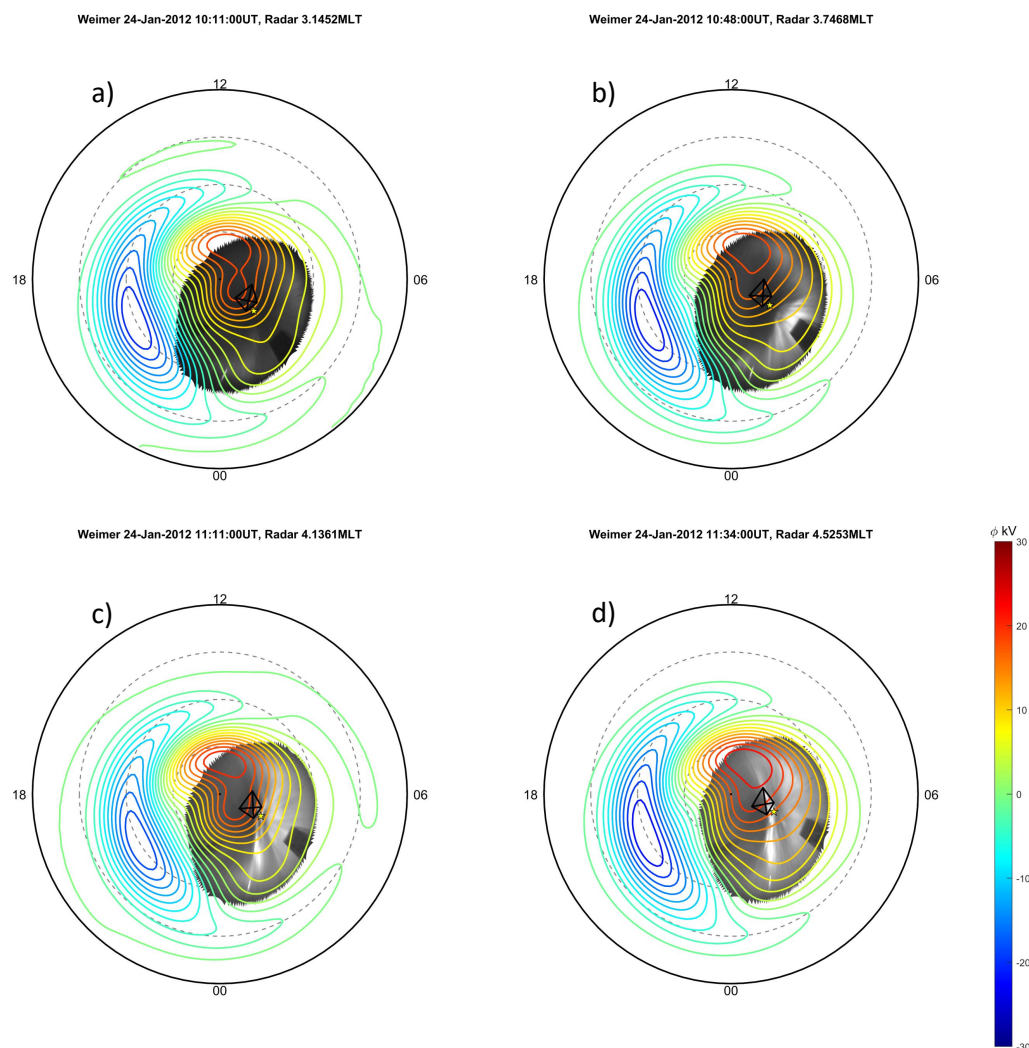 Weimer 24-Jan-2012 10:11:00UT, Radar 3.1452MLT
Weimer 24-Jan-2012 10:48:00UT, Radar 3.7468MLT
a)
12
18
06
00
b)
12
18
06
00
Weimer 24-Jan-2012 11:11:00UT, Radar 4.1361MLT
Weimer 24-Jan-2012 11:34:00UT, Radar 4.5253MLT
c)
12
18
06
00
d)
12
18
06
00
ϕ kV
30
20
10
0
-10
-20
-30